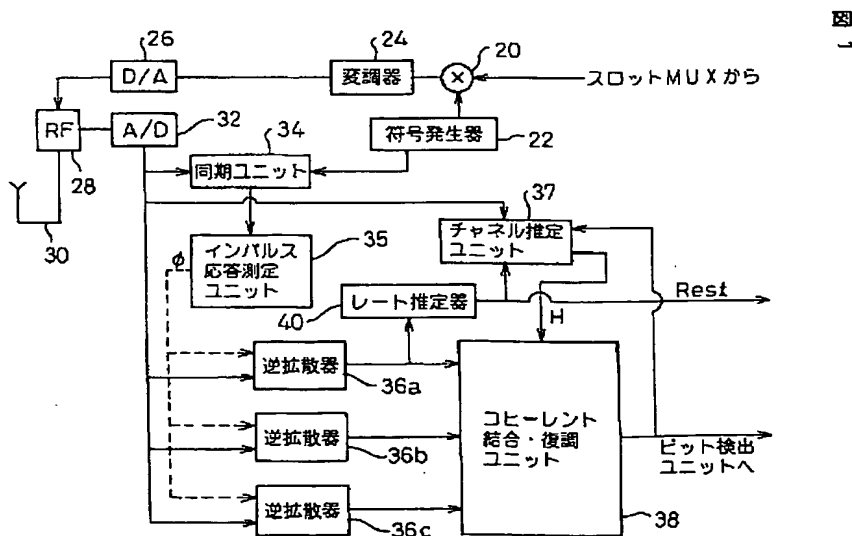 図
26
24
20
D/A
変調器
×
スロットMUXから
RF
A/D
32
34
符号発生器
22
28
同期ユニット
37
30
φ
インパルス
応答測定
ユニット
35
チャネル推定
ユニット
レート推定器
40
Rest
H
逆拡散器
36a
逆拡散器
36b
コヒーレント
結合・復調
ユニット
ビット検出
ユニットへ
逆拡散器
36c
38